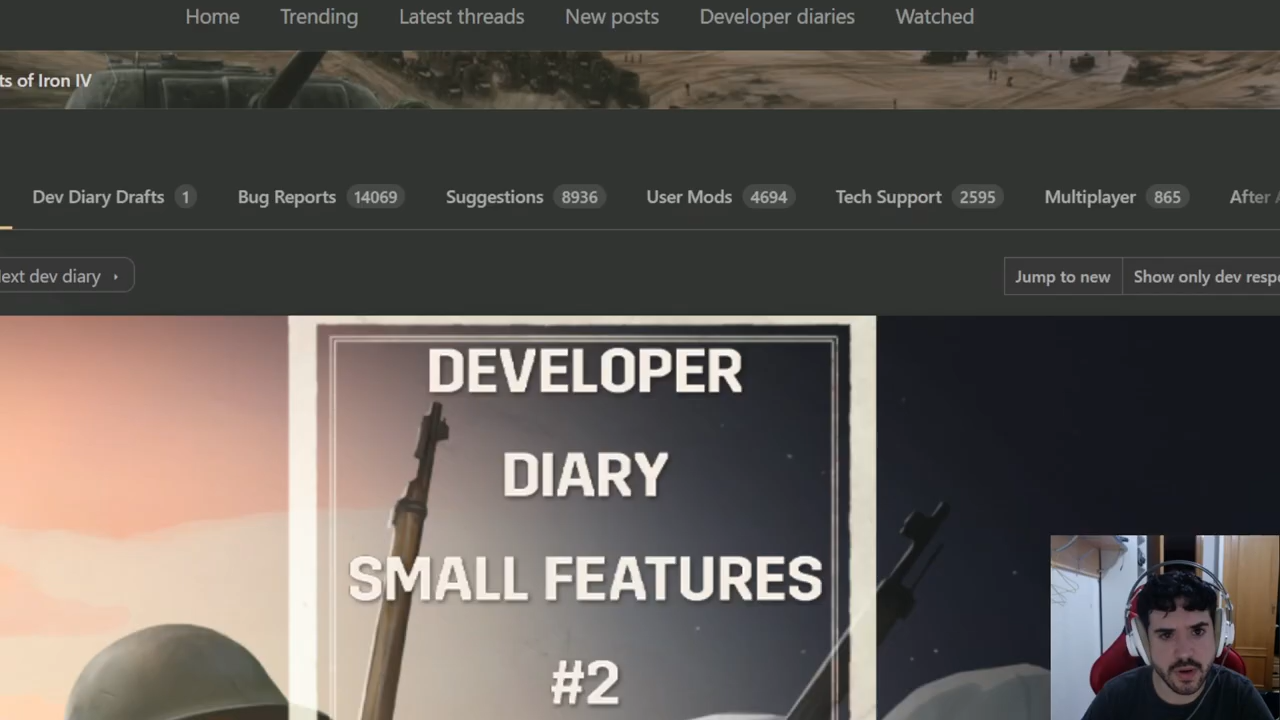 Home Trending Latest threads New posts Developer diaries Watched
ts of Iron IV
Dev Diary Drafts 1 Bug Reports 14069 Suggestions 8936 User Mods 4694 Tech Support 2595 Multiplayer 865 After A
ext dev diary Jump to new Show only dev respo
DEVELOPER
DIARY
SMALL FEATURES
#2